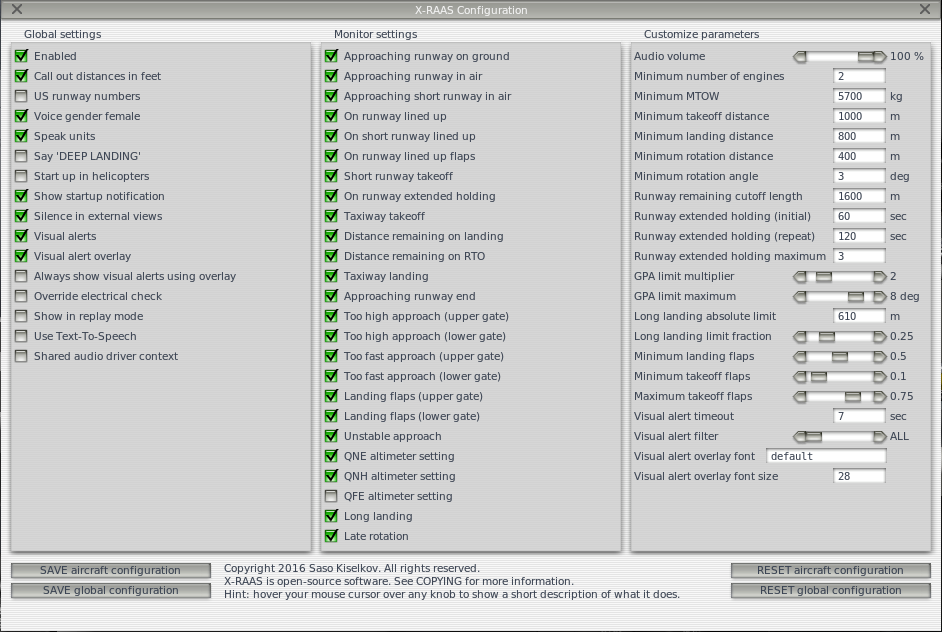 X-RAAS Configuration
Global settings
Enabled
Call out distances in feet
US runway numbers
Voice gender female
Speak units
Say 'DEEP LANDING'
Start up in helicopters
Show startup notification
Silence in external views
Visual alerts
Visual alert overlay
Always show visual alerts using overlay
Override electrical check
Show in replay mode
Use Text-To-Speech
Shared audio driver context
Monitor settings
Approaching runway on ground
Approaching runway in air
Approaching short runway in air
On runway lined up
On short runway lined up
On runway lined up flaps
Short runway takeoff
On runway extended holding
Taxiway takeoff
Distance remaining on landing
Distance remaining on RTO
Taxiway landing
Approaching runway end
Too high approach (upper gate)
Too high approach (lower gate)
Too fast approach (upper gate)
Too fast approach (lower gate)
Landing flaps (upper gate)
Landing flaps (lower gate)
Unstable approach
QNE altimeter setting
QNH altimeter setting
QFE altimeter setting
Long landing
Late rotation
Customize parameters
Audio volume 100 %
Minimum number of engines 2
Minimum MTOW 5700 kg
Minimum takeoff distance 1000 m
Minimum landing distance 800 m
Minimum rotation distance 400 m
Minimum rotation angle 3 deg
Runway remaining cutoff length 1600 m
Runway extended holding (initial) 60 sec
Runway extended holding (repeat) 120 sec
Runway extended holding maximum 3
GPA limit multiplier 2
GPA limit maximum 8 deg
Long landing absolute limit 610 m
Long landing limit fraction 0.25
Minimum landing flaps 0.5
Minimum takeoff flaps 0.1
Maximum takeoff flaps 0.75
Visual alert timeout 7 sec
Visual alert filter ALL
Visual alert overlay font default
Visual alert overlay font size 28
SAVE aircraft configuration
SAVE global configuration
Copyright 2016 Saso Kiselkov. All rights reserved.
X-RAAS is open-source software. See COPYING for more information.
Hint: hover your mouse cursor over any knob to show a short description of what it does.
RESET aircraft configuration
RESET global configuration